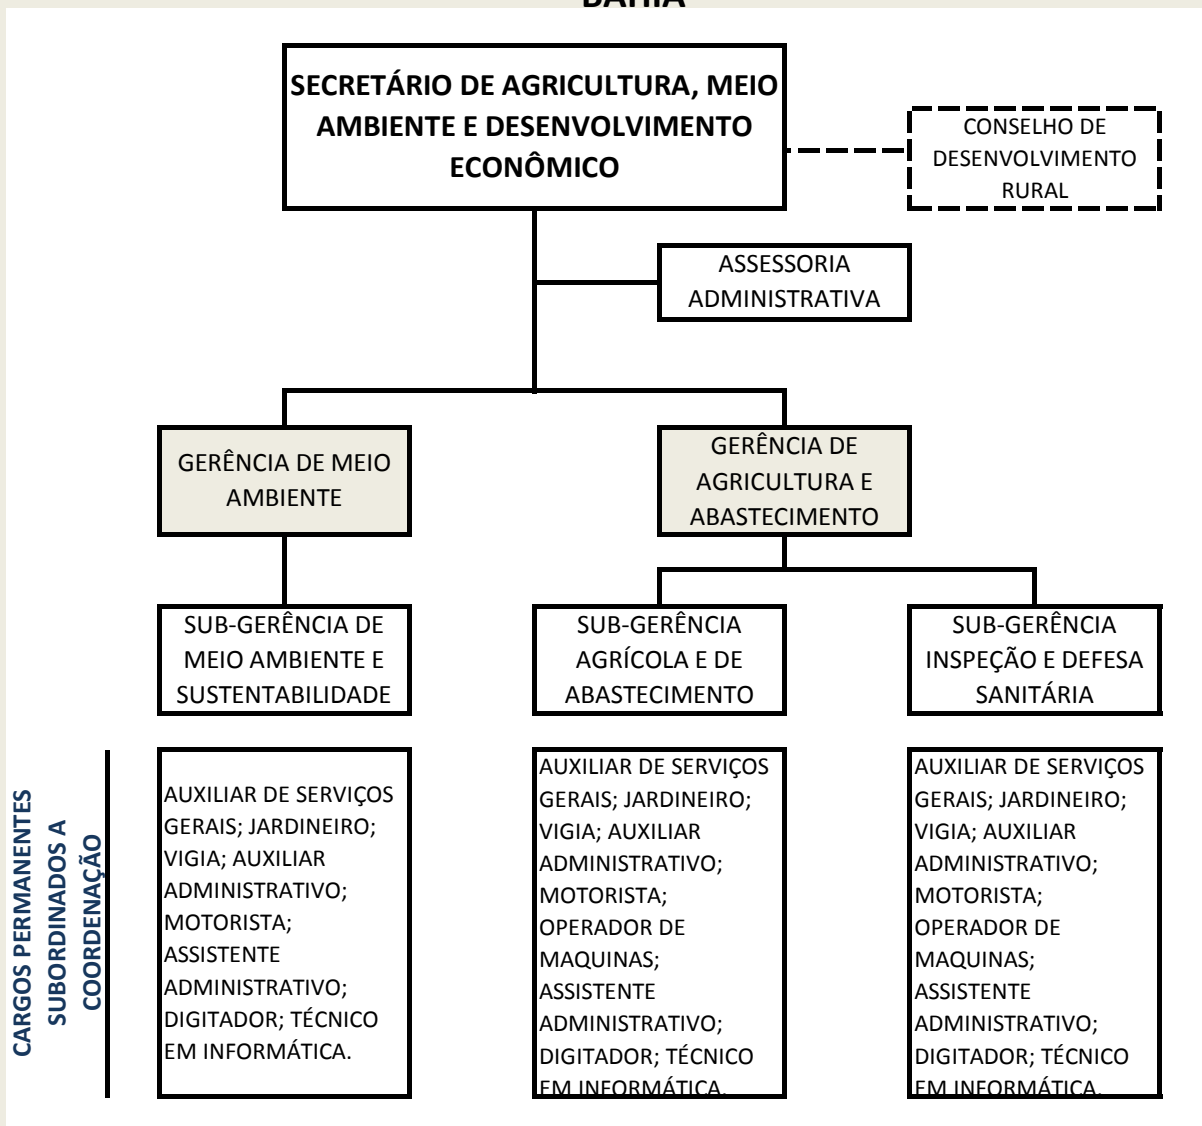 BAHIA
SECRETÁRIO DE AGRICULTURA, MEIO
AMBIENTE E DESENVOLVIMENTO
ECONÔMICO
CONSELHO DE
DESENVOLVIMENTO
RURAL
ASSESSORIA
ADMINISTRATIVA
GERÊNCIA DE MEIO
AMBIENTE
GERÊNCIA DE
AGRICULTURA E
ABASTECIMENTO
SUB-GERÊNCIA DE
MEIO AMBIENTE E
SUSTENTABILIDADE
SUB-GERÊNCIA
AGRÍCOLA E DE
ABASTECIMENTO
SUB-GERÊNCIA
INSPEÇÃO E DEFESA
SANITÁRIA
CARGOS PERMANENTES
SUBORDINADOS A
COORDENAÇÃO
AUXILIAR DE SERVIÇOS
GERAIS; JARDINEIRO;
VIGIA; AUXILIAR
ADMINISTRATIVO;
MOTORISTA;
ASSISTENTE
ADMINISTRATIVO;
DIGITADOR; TÉCNICO
EM INFORMÁTICA.
AUXILIAR DE SERVIÇOS
GERAIS; JARDINEIRO;
VIGIA; AUXILIAR
ADMINISTRATIVO;
MOTORISTA;
OPERADOR DE
MAQUINAS;
ASSISTENTE
ADMINISTRATIVO;
DIGITADOR; TÉCNICO
EM INFORMÁTICA.
AUXILIAR DE SERVIÇOS
GERAIS; JARDINEIRO;
VIGIA; AUXILIAR
ADMINISTRATIVO;
MOTORISTA;
OPERADOR DE
MAQUINAS;
ASSISTENTE
ADMINISTRATIVO;
DIGITADOR; TÉCNICO
EM INFORMÁTICA.